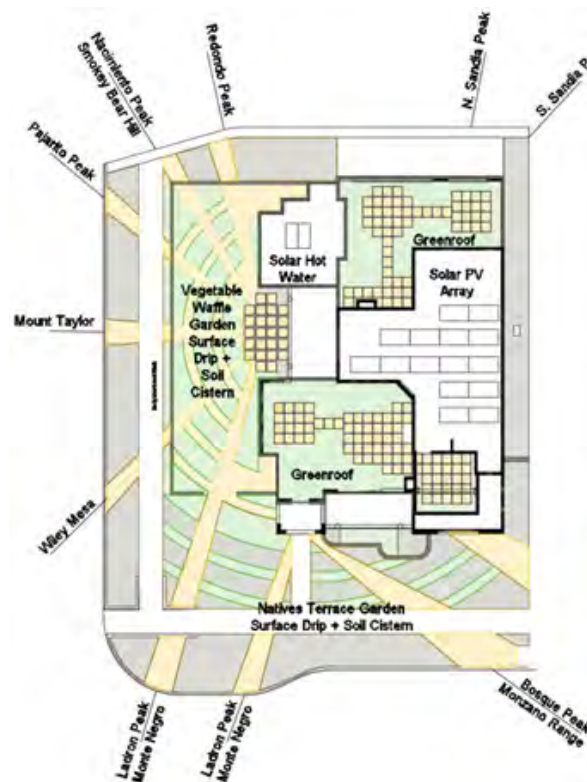 Nacimiento Peak
Smokey Bear Hill
Redondo Peak
N. Sandia Peak
S. Sandia P
Pajarito Peak
Greenroof
Solar Hot
Water
Solar PV
Array
Vegetable
Waffle
Garden
Surface
Drip +
Soil
Cistern
Mount Taylor
Greenroof
Wiley Mesa
Natives Terrace Garden
Surface Drip + Soil Cistern
Ladron Peak
Monte Negro
Ladron Peak
Monte Negro
Bosque Peak
Monzano Range